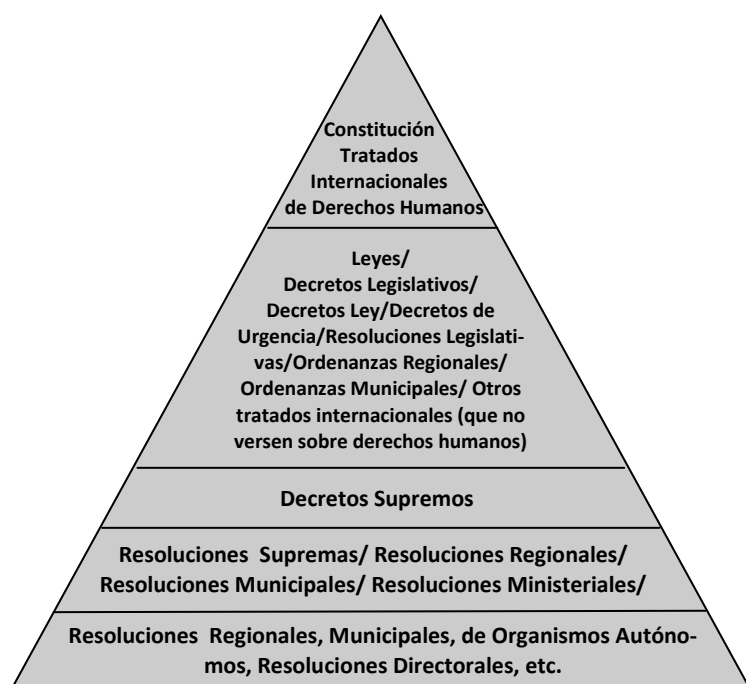 Constitución
Tratados
Internacionales
de Derechos Humanos
Leyes/
Decretos Legislativos/
Decretos Ley/Decretos de
Urgencia/Resoluciones Legislati-
vas/Ordenanzas Regionales/
Ordenanzas Municipales/ Otros
tratados internacionales (que no
versen sobre derechos humanos)
Decretos Supremos
Resoluciones Supremas/ Resoluciones Regionales/
Resoluciones Municipales/ Resoluciones Ministeriales/
Resoluciones Regionales, Municipales, de Organismos Autóno-
mos, Resoluciones Directorales, etc.